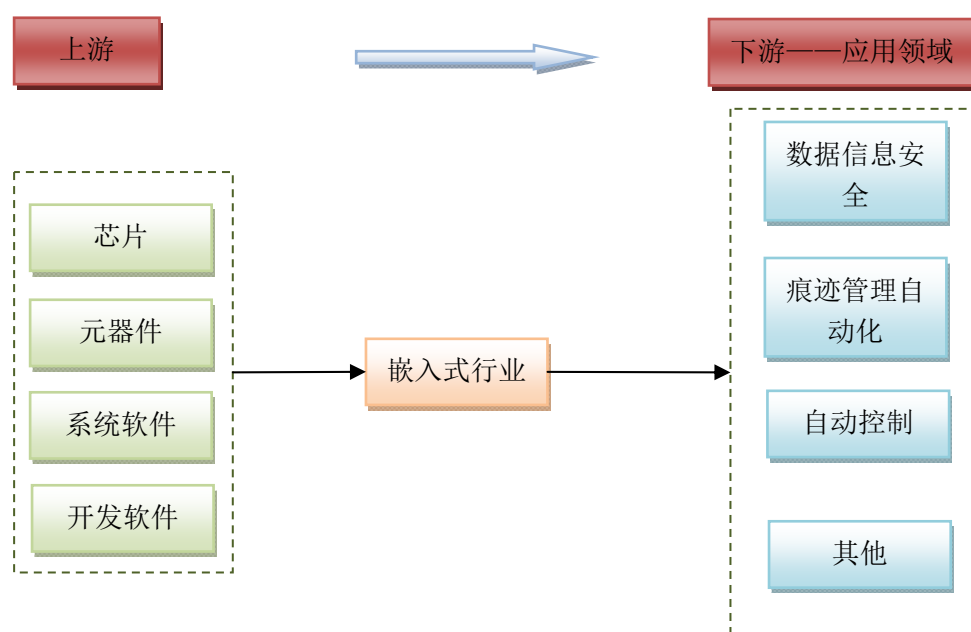 上游
下游——应用领域
芯片
元器件
系统软件
开发软件
嵌入式行业
数据信息安
全
痕迹管理自
动化
自动控制
其他